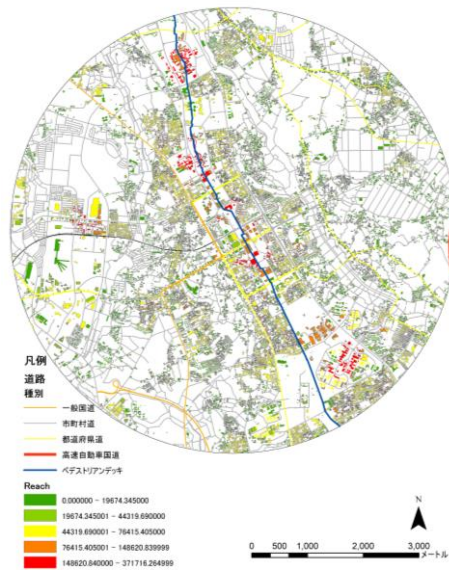 凡例
道路
種別
一般国道
市町村道
都道府県道
高速自動車国道
ペデストリアンデッキ
Reach
0.000000 - 19674.345000
19674.345001 - 44319.690000
44319.690001 - 76415.405000
76415.405001 - 148620.839999
148620.840000 - 371716.264999
N
0 500 1,000 2,000 3,000
メートル